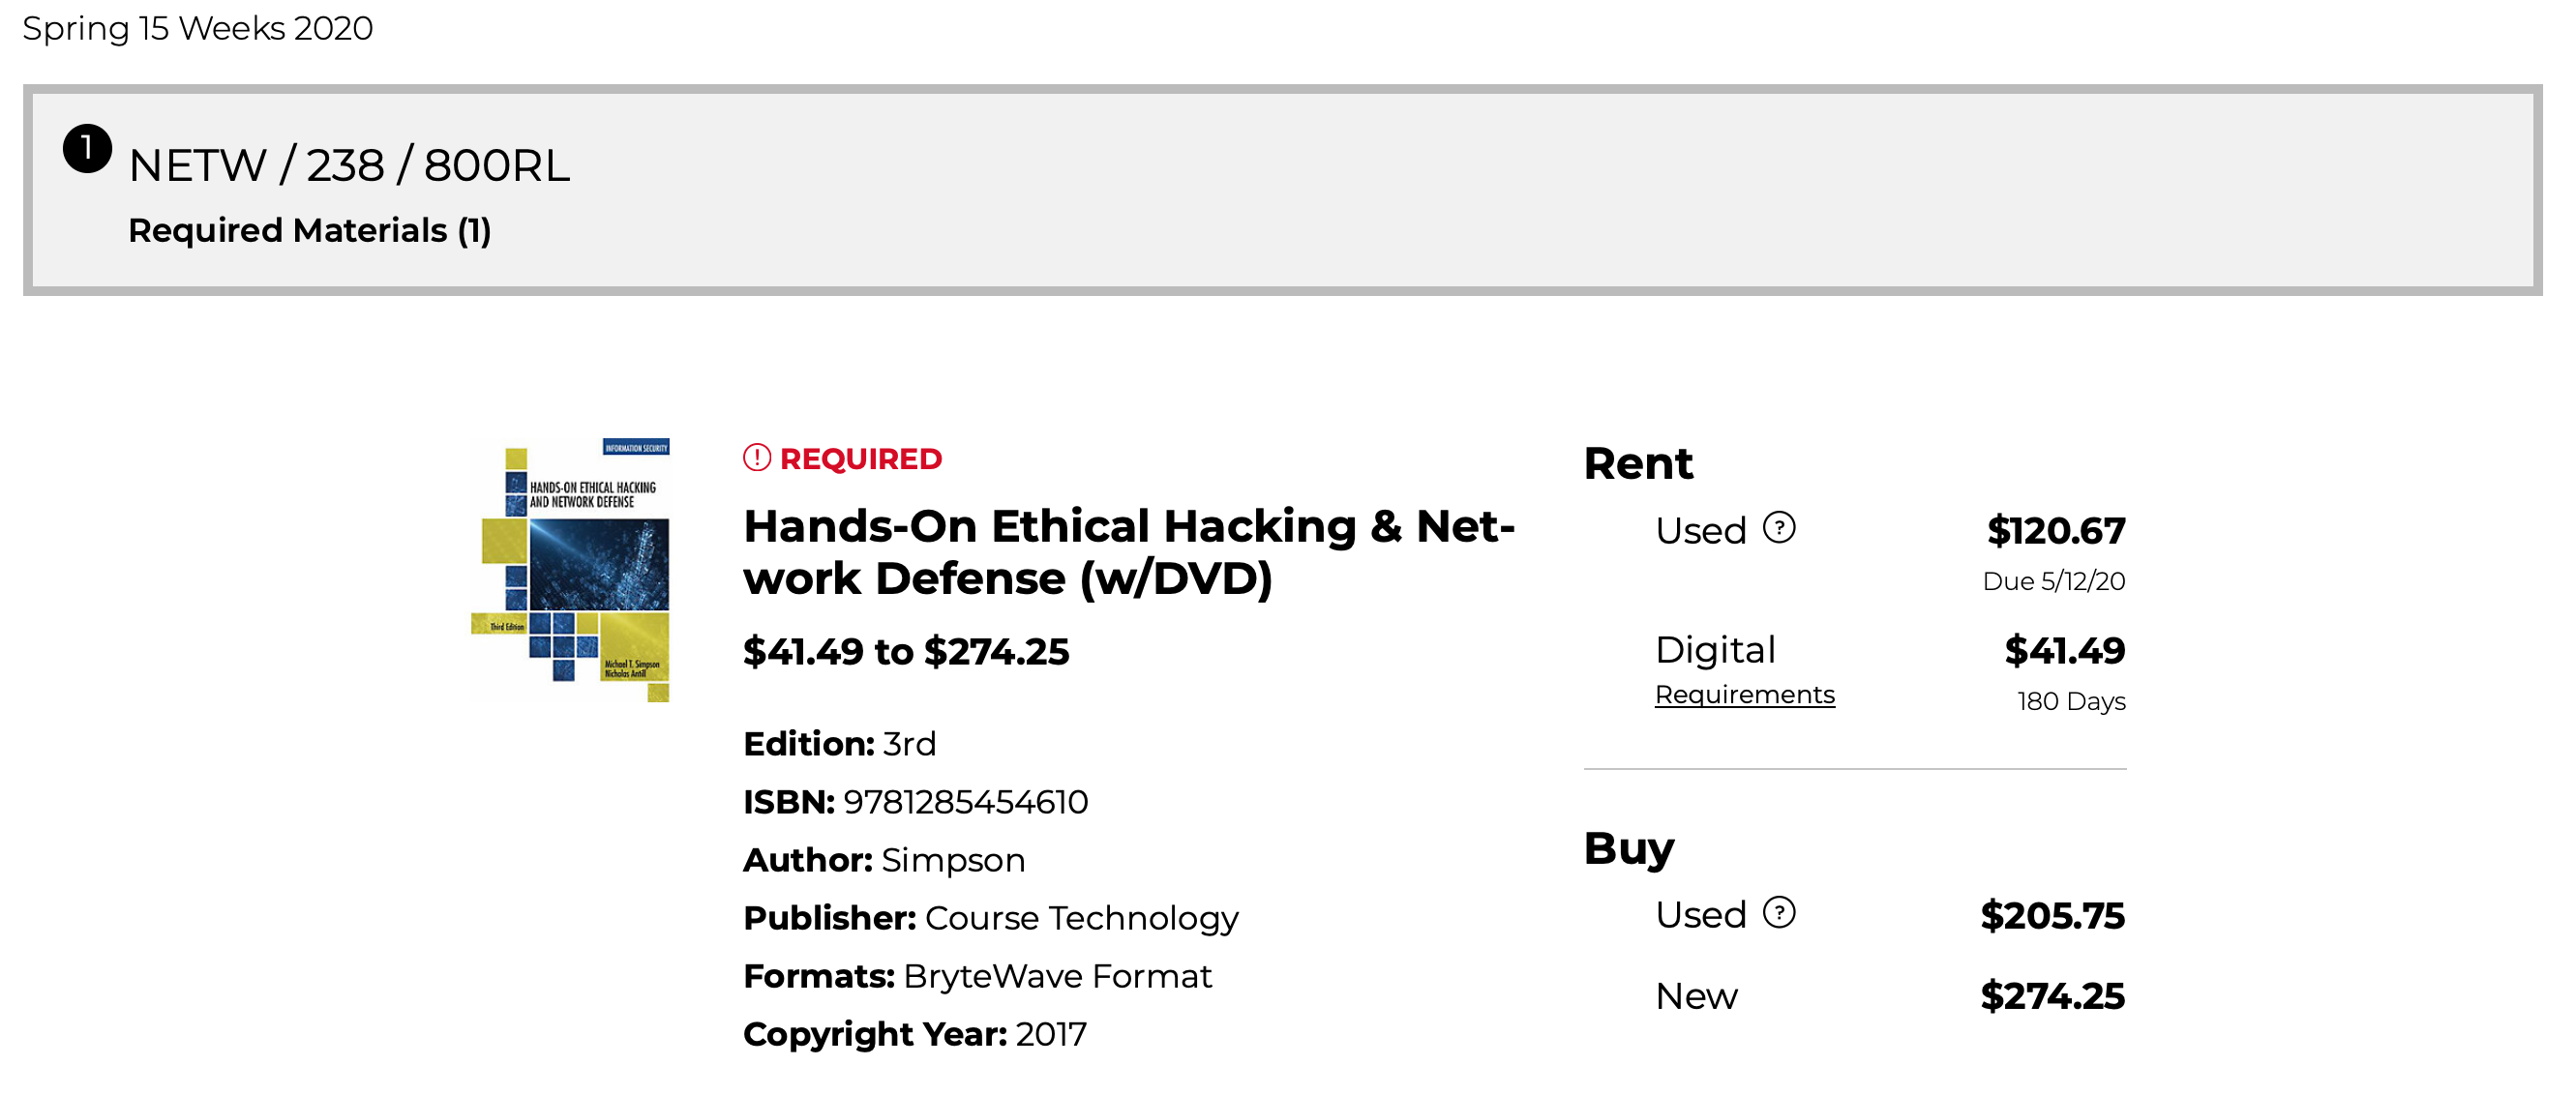 Spring 15 Weeks 2020
1
NETW / 238 / 800RL
Required Materials (1)
INFORMATION SECURITY
HANDS-ON ETHICAL HACKING
AND NETWORK DEFENSE
Third Edition
Michael T. Simpson
Nicholas Antill
REQUIRED
Hands-On Ethical Hacking & Net-
work Defense (w/DVD)
$41.49 to $274.25
Edition: 3rd
ISBN: 9781285454610
Author: Simpson
Publisher: Course Technology
Formats: BryteWave Format
Copyright Year: 2017
Rent
Used ? $120.67
Due 5/12/20
Digital $41.49
Requirements 180 Days
Buy
Used ? $205.75
New $274.25